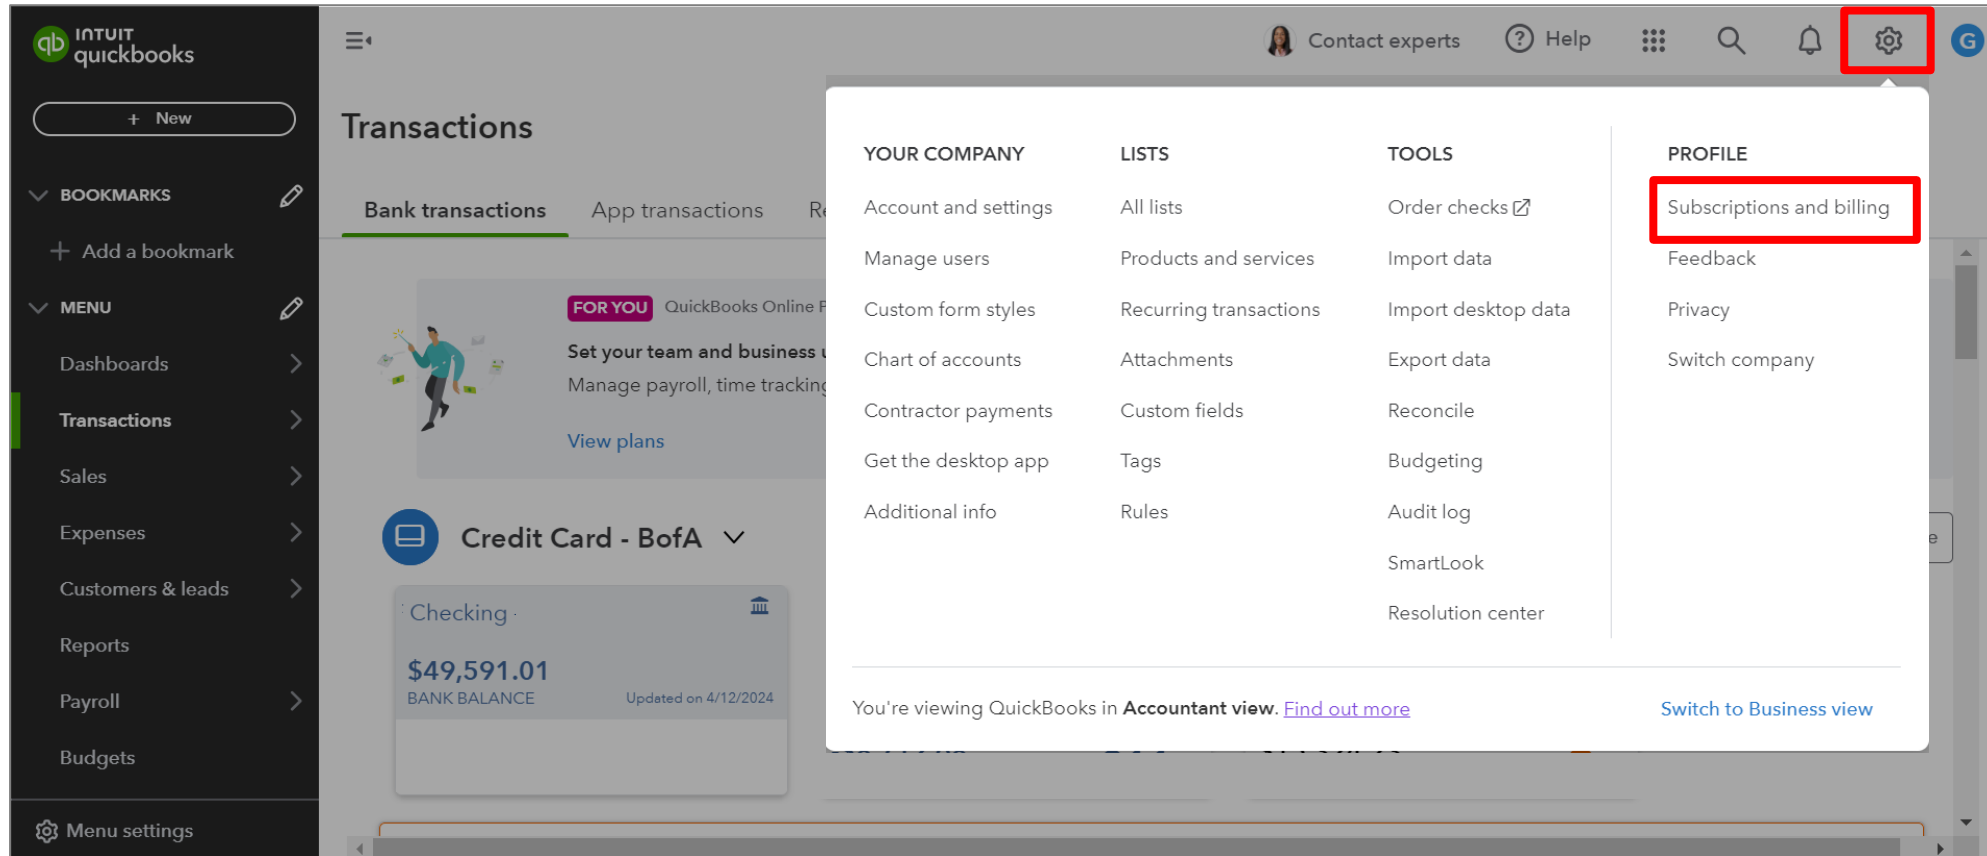 INTUIT
quickbooks
+ New
BOOKMARKS
Add a bookmark
MENU
Dashboards
Transactions
Sales
Expenses
Customers & leads
Reports
Payroll
Budgets
Menu settings
Contact experts
? Help
G
Transactions
Bank transactions
App transactions
FOR YOU QuickBooks Online
Set your team and business
Manage payroll, time tracking
View plans
Credit Card - BofA
Checking
$49,591.01
BANK BALANCE
Updated on 4/12/2024
YOUR COMPANY
Account and settings
Manage users
Custom form styles
Chart of accounts
Contractor payments
Get the desktop app
Additional info
LISTS
All lists
Products and services
Recurring transactions
Attachments
Custom fields
Tags
Rules
TOOLS
Order checks
Import data
Import desktop data
Export data
Reconcile
Budgeting
Audit log
SmartLook
Resolution center
PROFILE
Subscriptions and billing
Feedback
Privacy
Switch company
You're viewing QuickBooks in Accountant view. Find out more
Switch to Business view